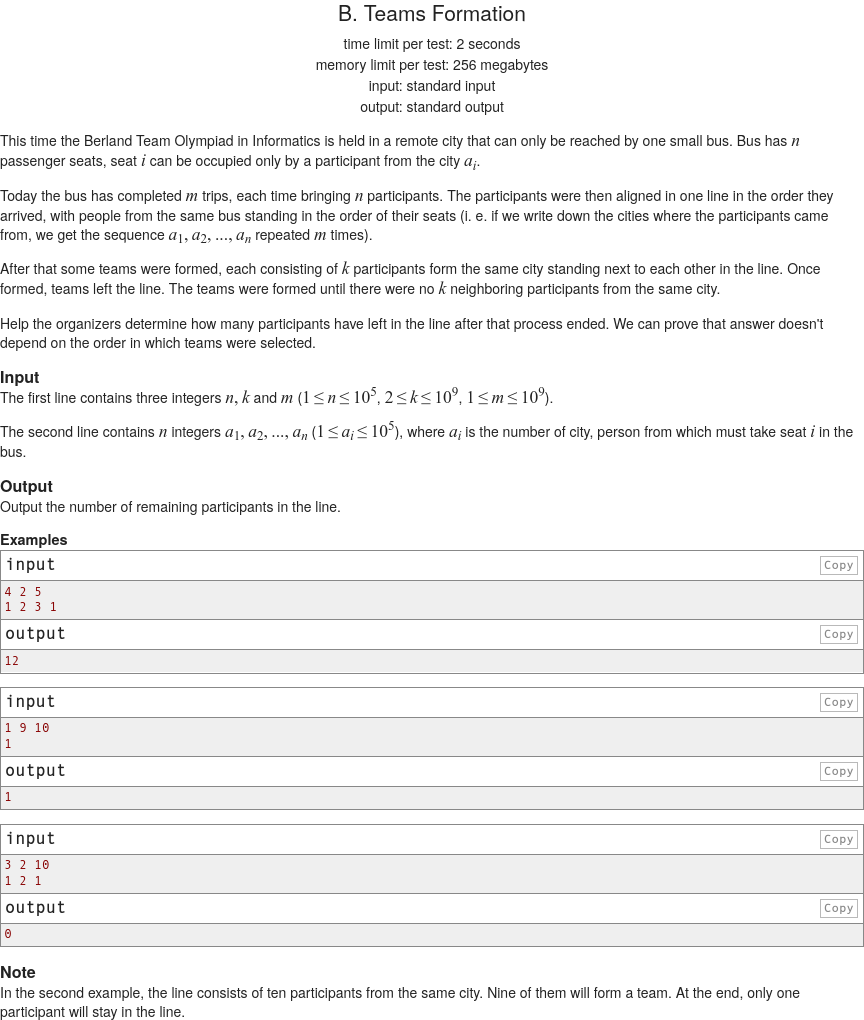 B. Teams Formation
time limit per test: 2 seconds
memory limit per test: 256 megabytes
input: standard input
output: standard output
This time the Berland Team Olympiad in Informatics is held in a remote city that can only be reached by one small bus. Bus has n
passenger seats, seat i can be occupied only by a participant from the city a_i.
Today the bus has completed m trips, each time bringing n participants. The participants were then aligned in one line in the order they
arrived, with people from the same bus standing in the order of their seats (i. e. if we write down the cities where the participants came
from, we get the sequence a_1, a_2, ..., a_n repeated m times).
After that some teams were formed, each consisting of k participants form the same city standing next to each other in the line. Once
formed, teams left the line. The teams were formed until there were no k neighboring participants from the same city.
Help the organizers determine how many participants have left in the line after that process ended. We can prove that answer doesn't
depend on the order in which teams were selected.
Input
The first line contains three integers n, k and m (1 ≤ n ≤ 10^5, 2 ≤ k ≤ 10^9, 1 ≤ m ≤ 10^9).
The second line contains n integers a_1, a_2, ..., a_n (1 ≤ a_i ≤ 10^5), where a_i is the number of city, person from which must take seat i in the
bus.
Output
Output the number of remaining participants in the line.
Examples
input Copy
4 2 5
1 2 3 1
output Copy
12
input Copy
1 9 10
1
output Copy
1
input Copy
3 2 10
1 2 1
output Copy
0
Note
In the second example, the line consists of ten participants from the same city. Nine of them will form a team. At the end, only one
participant will stay in the line.